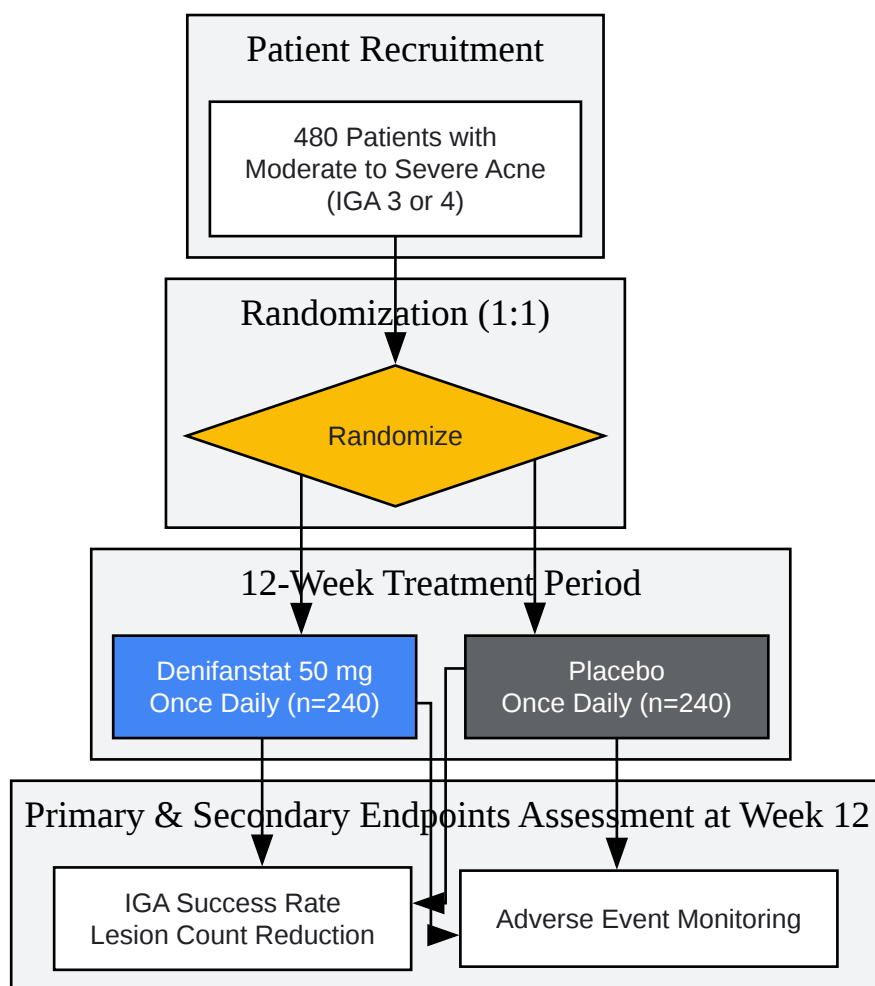 Patient Recruitment
480 Patients with
Moderate to Severe Acne
(IGA 3 or 4)
Randomization (1:1)
Randomize
12-Week Treatment Period
Denifanstat 50 mg
Once Daily (n=240)
Placebo
Once Daily (n=240)
Primary & Secondary Endpoints Assessment at Week 12
IGA Success Rate
Lesion Count Reduction
Adverse Event Monitoring